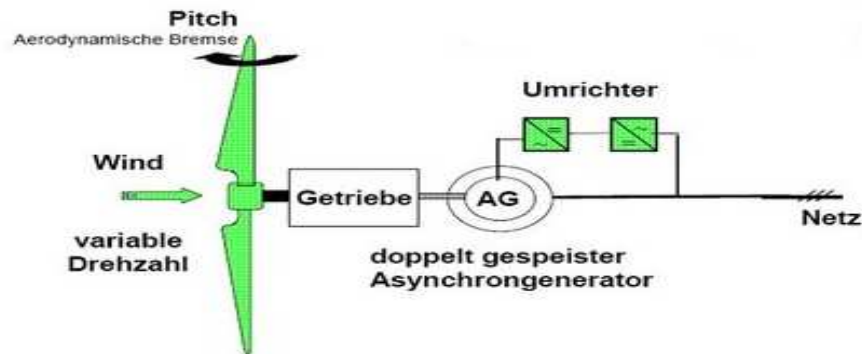 Pitch
Aerodynamische Bremse
Umrichter
=
~
~
=
Wind
Getriebe
AG
Netz
variable
Drehzahl
doppelt gespeister
Asynchrongenerator